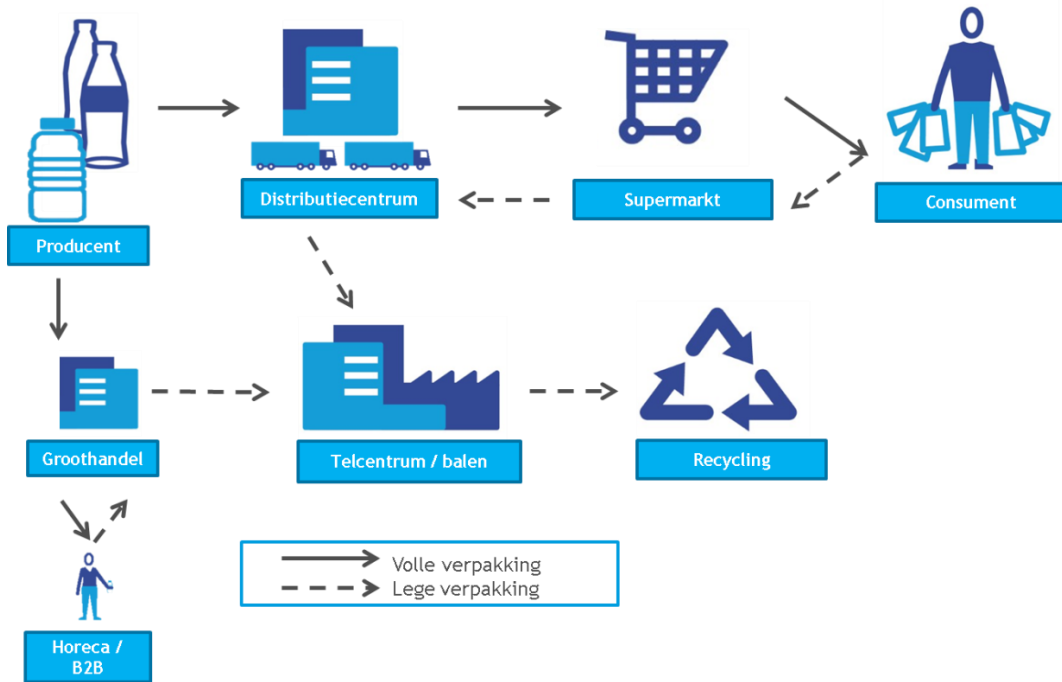 Distributiecentrum
Supermarkt
Consument
Producent
Groothandel
Telcentrum / balen
Recycling
Volle verpakking
Lege verpakking
Horeca /
B2B